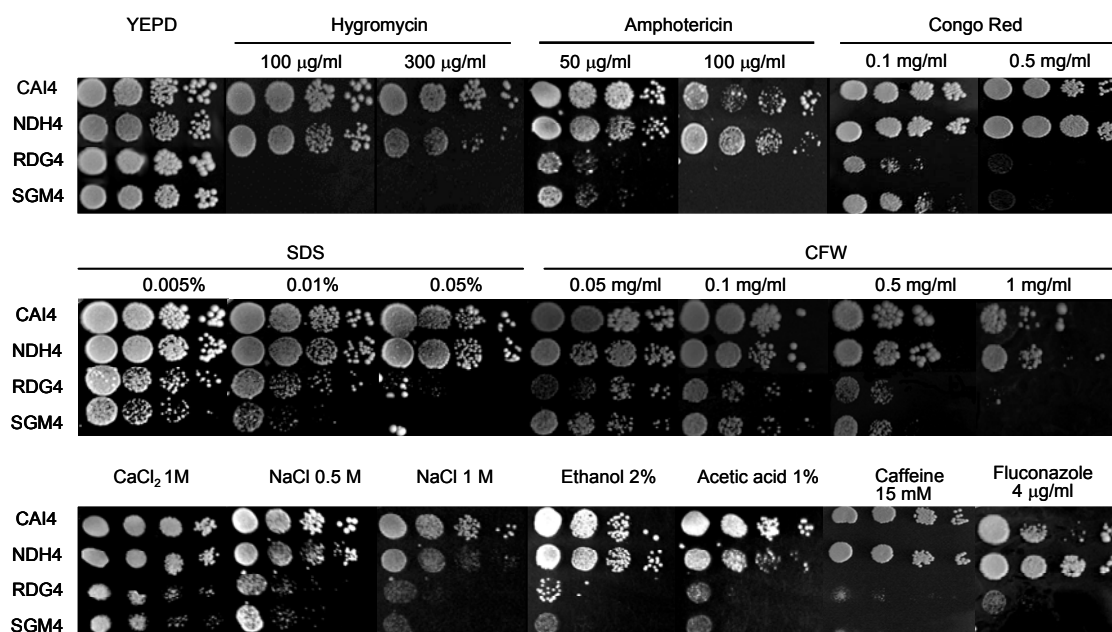 YEPD Hygromycin Amphotericin Congo Red
100 μg/ml 300 μg/ml 50 μg/ml 100 μg/ml 0.1 mg/ml 0.5 mg/ml
CAI4
NDH4
RDG4
SGM4
SDS CFW
0.005% 0.01% 0.05% 0.05 mg/ml 0.1 mg/ml 0.5 mg/ml 1 mg/ml
CAI4
NDH4
RDG4
SGM4
CaCl₂ 1M NaCl 0.5 M NaCl 1 M Ethanol 2% Acetic acid 1% Caffeine 15 mM Fluconazole 4 μg/ml
CAI4
NDH4
RDG4
SGM4